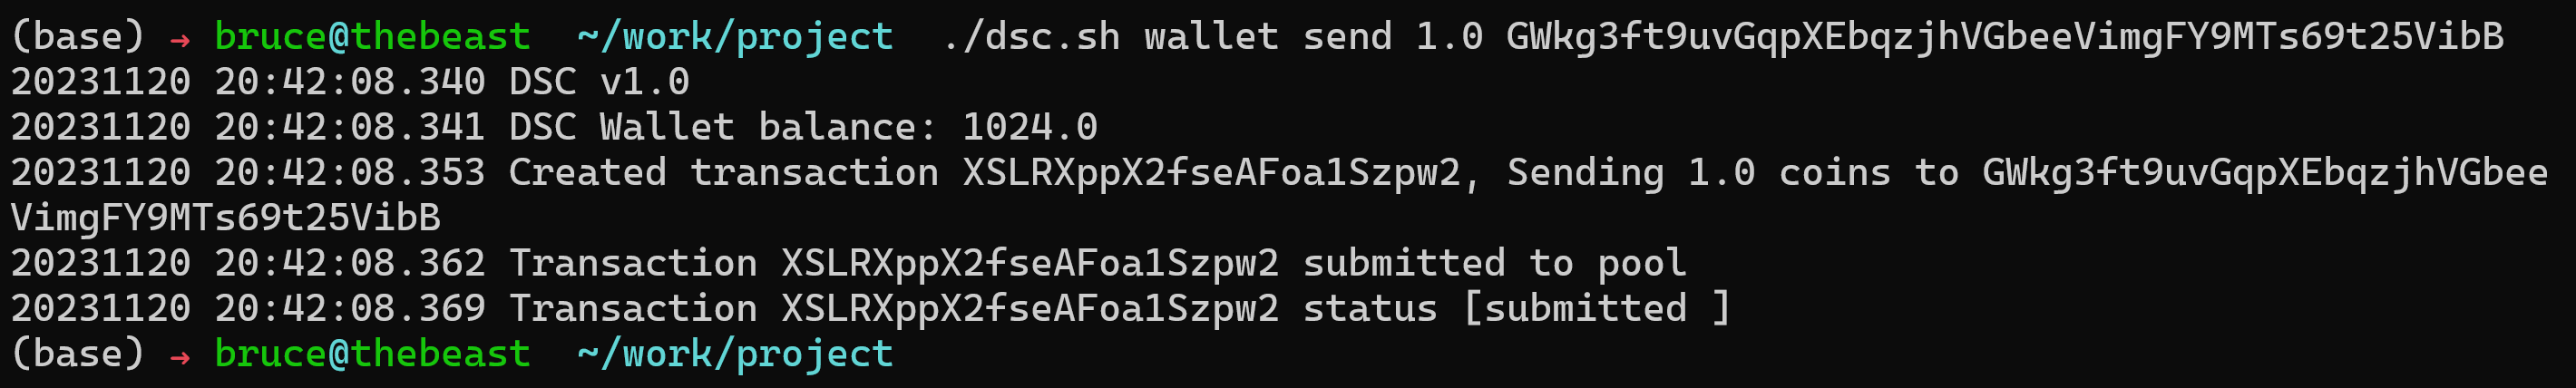 (base) → bruce@thebeast  ~/work/project  ./dsc.sh wallet send 1.0 GWkg3ft9uvGqpXEbqzjhVGbeeVimgFY9MTs69t25VibB
20231120 20:42:08.340 DSC v1.0
20231120 20:42:08.341 DSC Wallet balance: 1024.0
20231120 20:42:08.353 Created transaction XSLRXppX2fseAFoa1Szpw2, Sending 1.0 coins to GWkg3ft9uvGqpXEbqzjhVGbee
VimgFY9MTs69t25VibB
20231120 20:42:08.362 Transaction XSLRXppX2fseAFoa1Szpw2 submitted to pool
20231120 20:42:08.369 Transaction XSLRXppX2fseAFoa1Szpw2 status [submitted ]
(base) → bruce@thebeast  ~/work/project